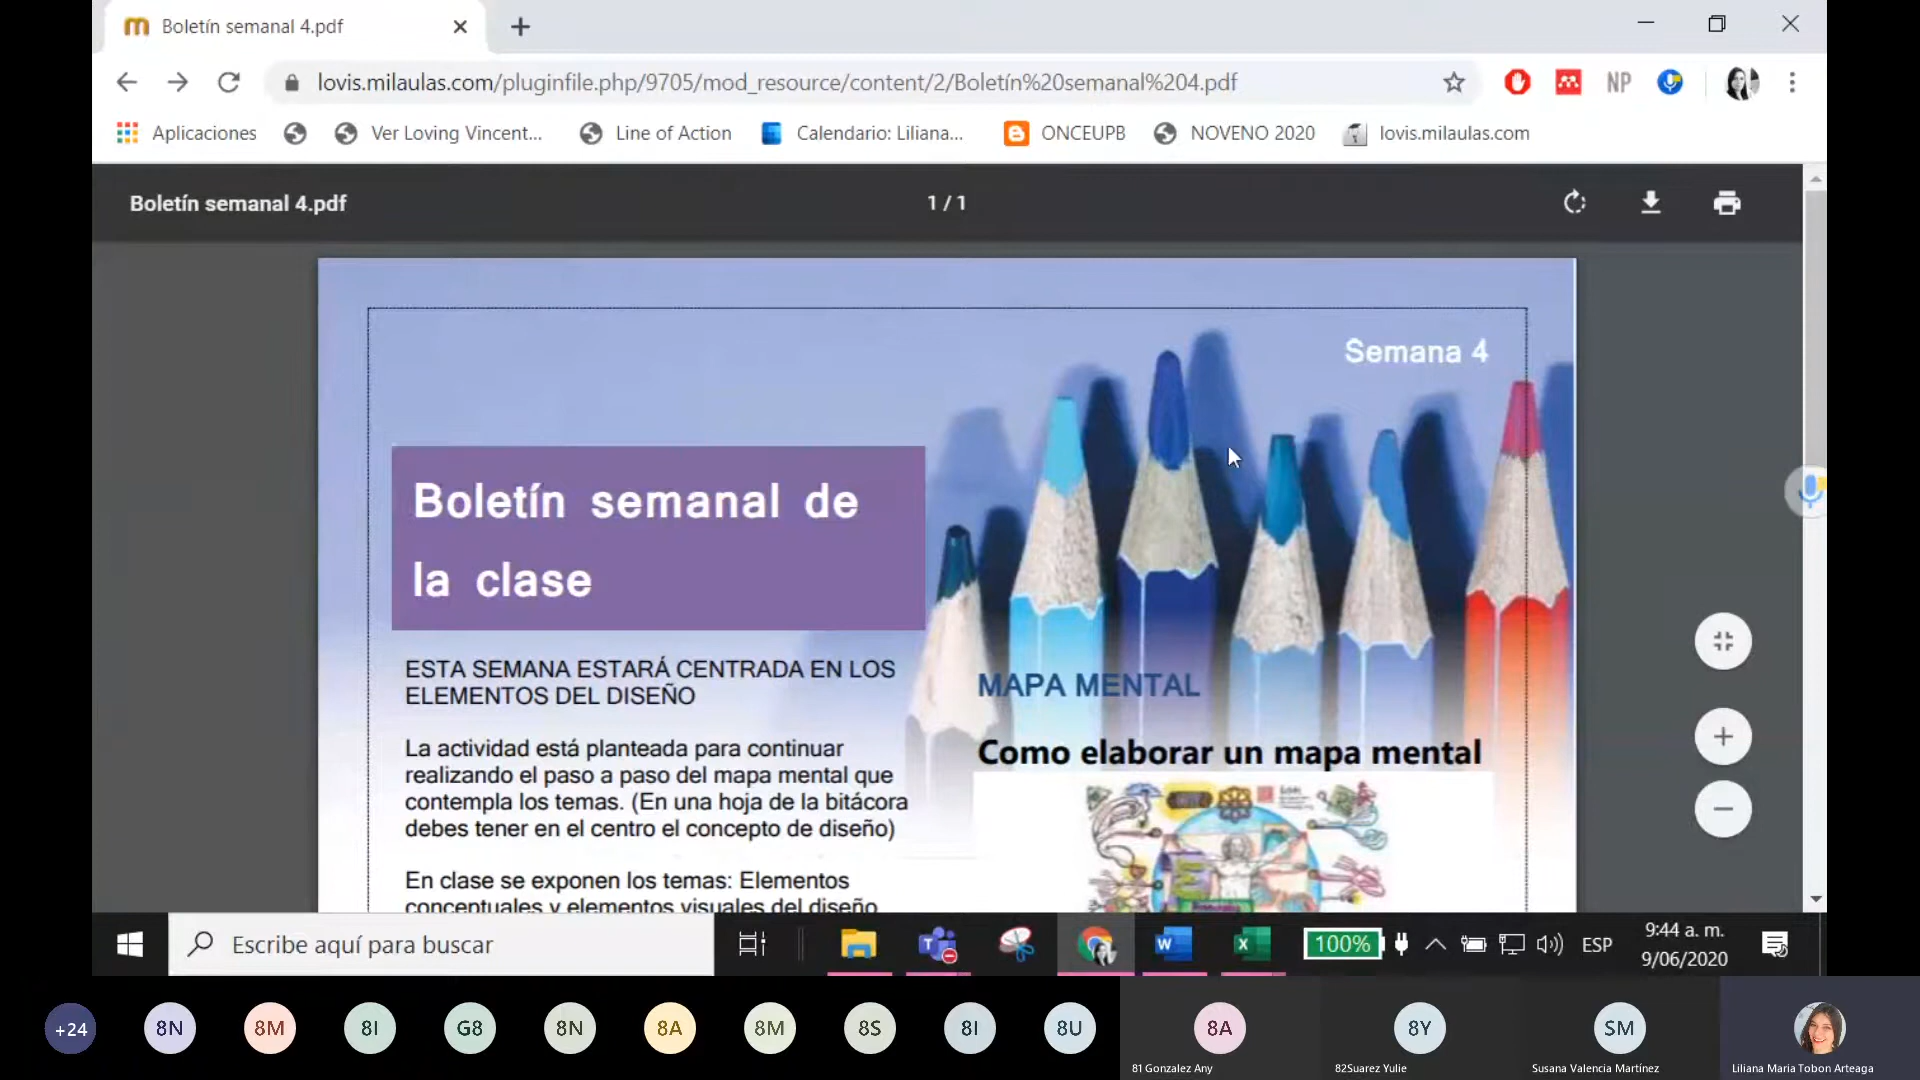 Boletín semanal 4.pdf
lovis.milaulas.com/pluginfile.php/9705/mod_resource/content/2/Boletín%20semanal%204.pdf
NP
Aplicaciones
Ver Loving Vincent...
Line of Action
Calendario: Liliana...
ONCEUPB
NOVENO 2020
lovis.milaulas.com
Boletín semanal 4.pdf
1 / 1
Semana 4
Boletín semanal de
la clase
ESTA SEMANA ESTARÁ CENTRADA EN LOS
ELEMENTOS DEL DISEÑO
La actividad está planteada para continuar
realizando el paso a paso del mapa mental que
contempla los temas. (En una hoja de la bitácora
debes tener en el centro el concepto de diseño)
En clase se exponen los temas: Elementos
conceptuales y elementos visuales del diseño
MAPA MENTAL
Como elaborar un mapa mental
Escribe aquí para buscar
100%
ESP
9:44 a. m.
9/06/2020
+24
8N
8M
8I
G8
8N
8A
8M
8S
8I
8U
8A
81 Gonzalez Any
8Y
82Suarez Yulie
SM
Susana Valencia Martínez
Liliana Maria Tobon Arteaga